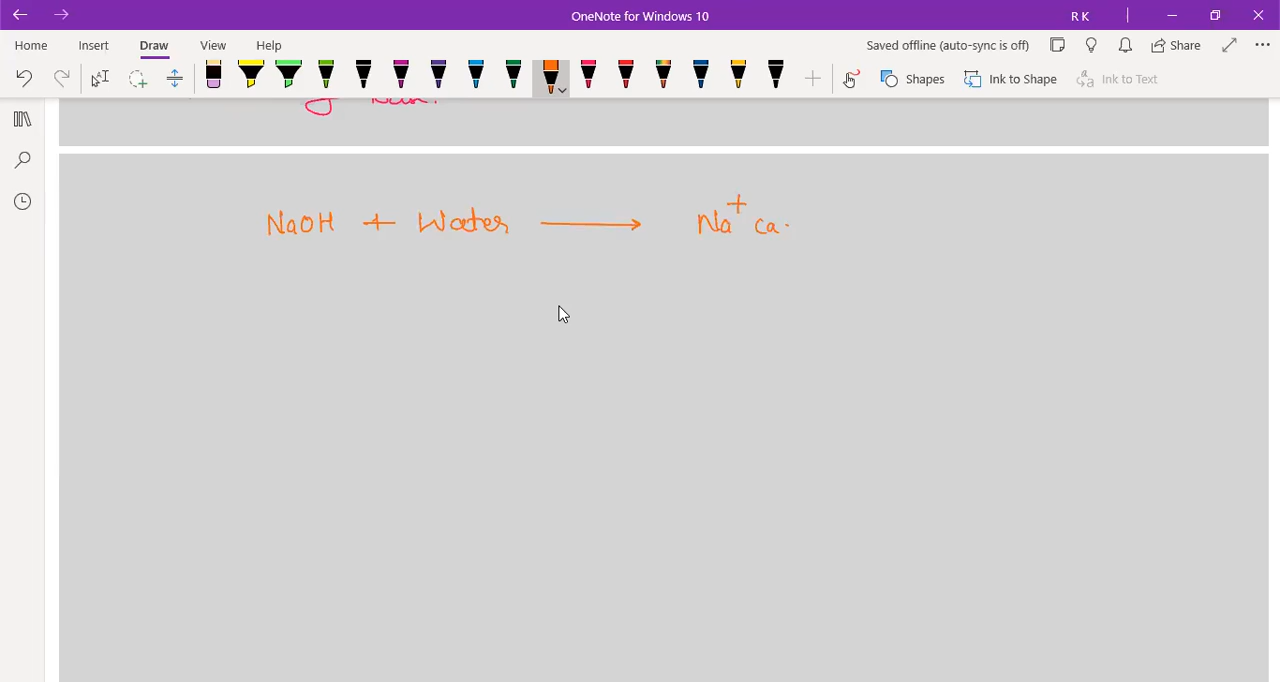 OneNote for Windows 10
R K
Home Insert Draw View Help
Saved offline (auto-sync is off) Share
Shapes Ink to Shape Ink to Text
NaOH + Water → Na⁺ ca.